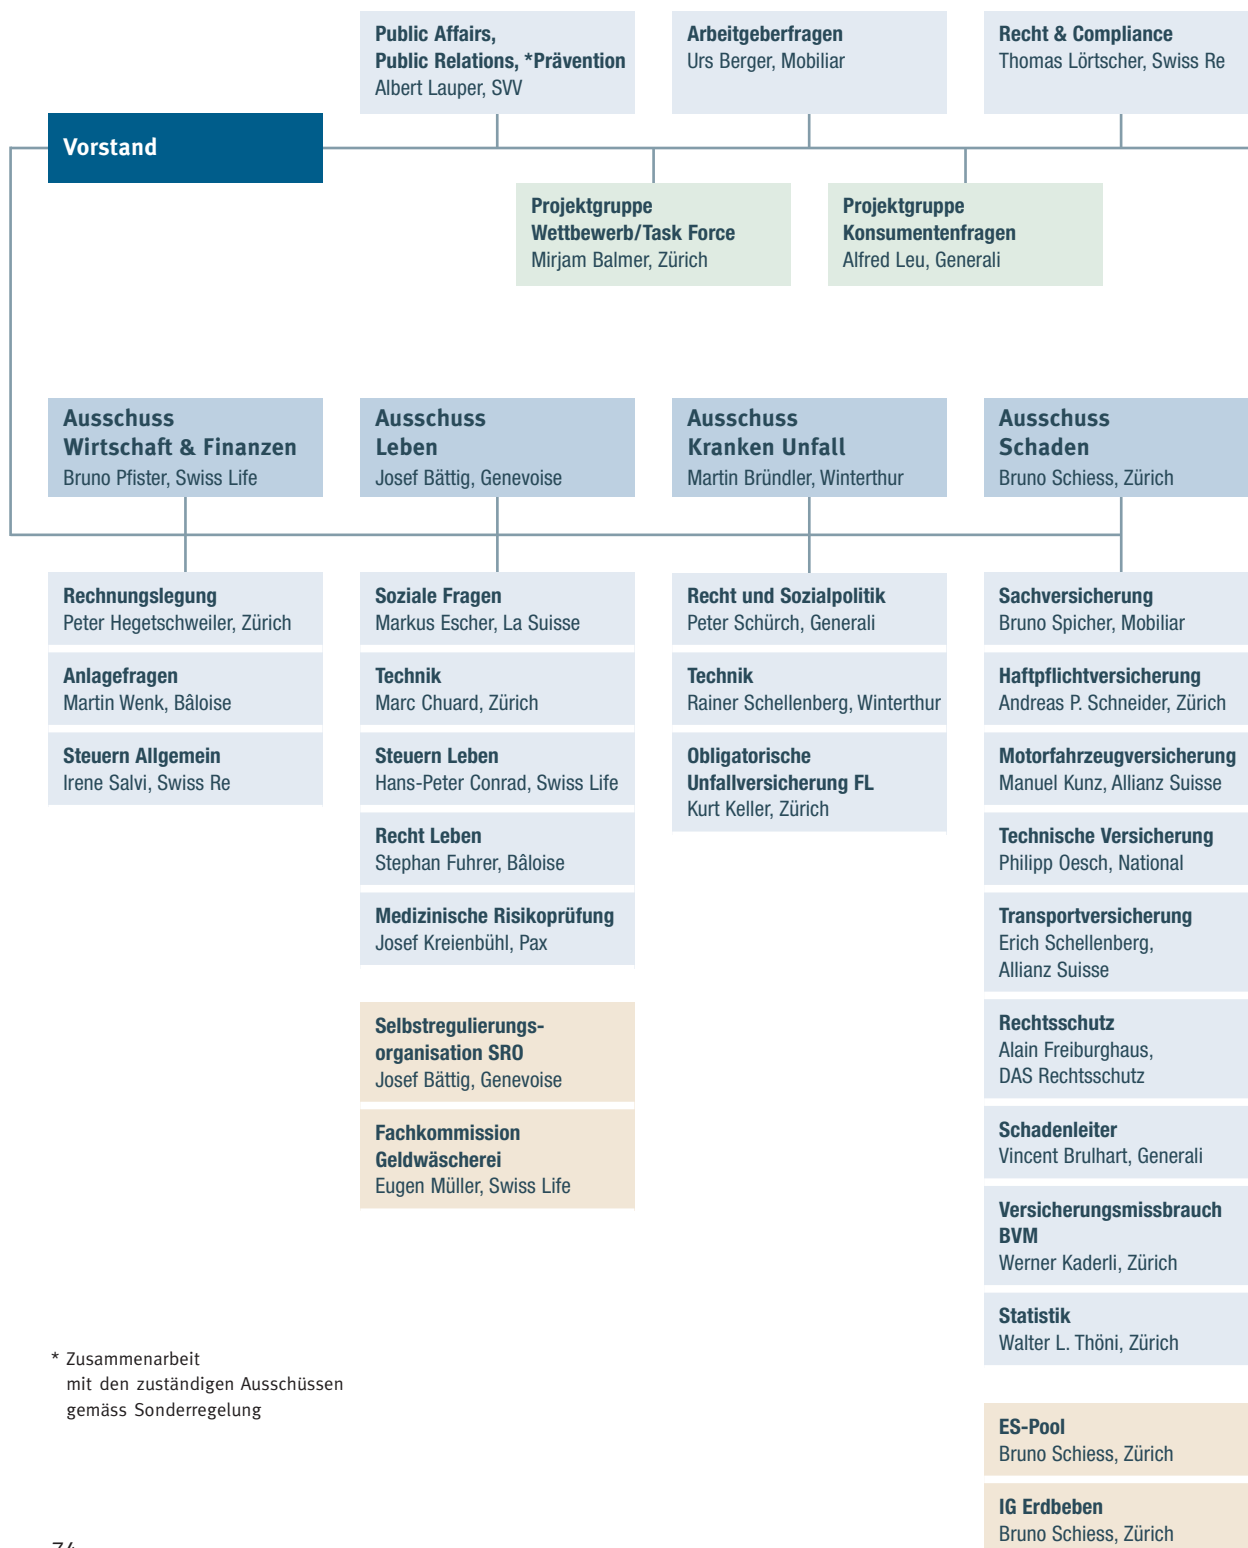 Public Affairs,
Public Relations, *Prävention
Albert Lauper, SVV
Arbeitgeberfragen
Urs Berger, Mobiliar
Recht & Compliance
Thomas Lörtscher, Swiss Re
Vorstand
Projektgruppe
Wettbewerb/Task Force
Mirjam Balmer, Zürich
Projektgruppe
Konsumentenfragen
Alfred Leu, Generali
Ausschuss
Wirtschaft & Finanzen
Bruno Pfister, Swiss Life
Ausschuss
Leben
Josef Bättig, Genevoise
Ausschuss
Kranken Unfall
Martin Bründler, Winterthur
Ausschuss
Schaden
Bruno Schiess, Zürich
Rechnungslegung
Peter Hegetschweiler, Zürich
Anlagefragen
Martin Wenk, Bâloise
Steuern Allgemein
Irene Salvi, Swiss Re
Soziale Fragen
Markus Escher, La Suisse
Technik
Marc Chuard, Zürich
Steuern Leben
Hans-Peter Conrad, Swiss Life
Recht Leben
Stephan Fuhrer, Bâloise
Medizinische Risikoprüfung
Josef Kreienbühl, Pax
Selbstregulierungs-
organisation SRO
Josef Bättig, Genevoise
Fachkommission
Geldwäscherei
Eugen Müller, Swiss Life
Recht und Sozialpolitik
Peter Schürch, Generali
Technik
Rainer Schellenberg, Winterthur
Obligatorische
Unfallversicherung FL
Kurt Keller, Zürich
Sachversicherung
Bruno Spicher, Mobiliar
Haftpflichtversicherung
Andreas P. Schneider, Zürich
Motorfahrzeugversicherung
Manuel Kunz, Allianz Suisse
Technische Versicherung
Philipp Oesch, National
Transportversicherung
Erich Schellenberg,
Allianz Suisse
Rechtsschutz
Alain Freiburghaus,
DAS Rechtsschutz
Schadenleiter
Vincent Brulhart, Generali
Versicherungsmissbrauch
BVM
Werner Kaderli, Zürich
Statistik
Walter L. Thöni, Zürich
ES-Pool
Bruno Schiess, Zürich
IG Erdbeben
Bruno Schiess, Zürich
* Zusammenarbeit
mit den zuständigen Ausschüssen
gemäss Sonderregelung
74